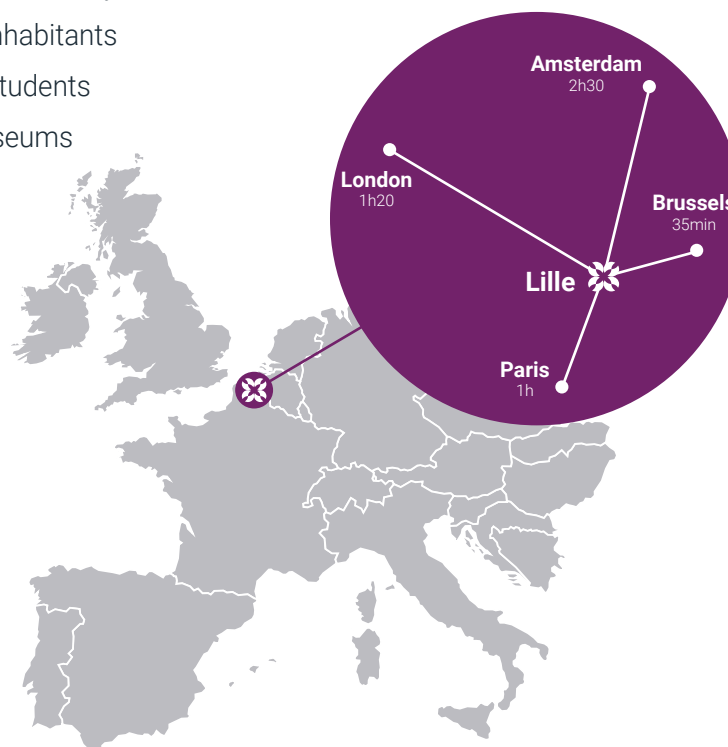 nhabitants
tudents
seums
Amsterdam
2h30
London
1h20
Brussels
35min
Lille
Paris
1h